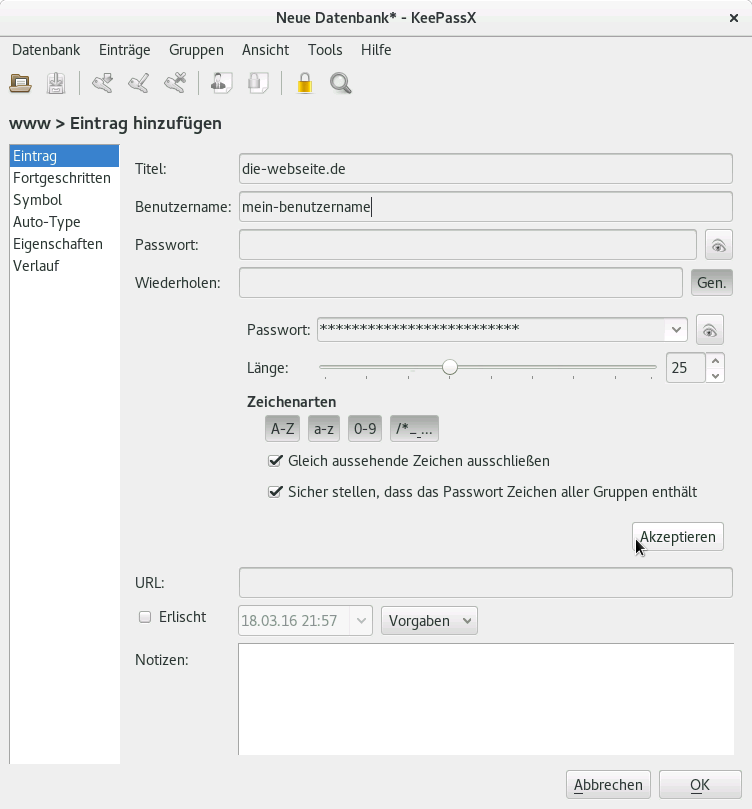 Neue Datenbank* - KeePassX
Datenbank Einträge Gruppen Ansicht Tools Hilfe
www > Eintrag hinzufügen
Eintrag
Fortgeschritten
Symbol
Auto-Type
Eigenschaften
Verlauf
Titel: die-webseite.de
Benutzername: mein-benutzername
Passwort:
Wiederholen: Gen.
Passwort: *************************
Länge: 25
Zeichenarten
A-Z a-z 0-9 /*_...
Gleich aussehende Zeichen ausschließen
Sicher stellen, dass das Passwort Zeichen aller Gruppen enthält
Akzeptieren
URL:
Erlischt 18.03.16 21:57 Vorgaben
Notizen:
Abbrechen OK